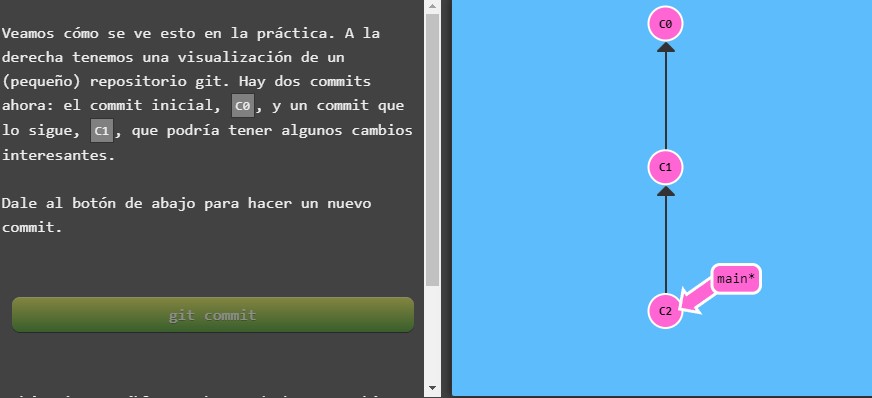 Veamos cómo se ve esto en la práctica. A la
derecha tenemos una visualización de un
(pequeño) repositorio git. Hay dos commits
ahora: el commit inicial, C0, y un commit que
lo sigue, C1, que podría tener algunos cambios
interesantes.
Dale al botón de abajo para hacer un nuevo
commit.
git commit
C0
C1
main*
C2